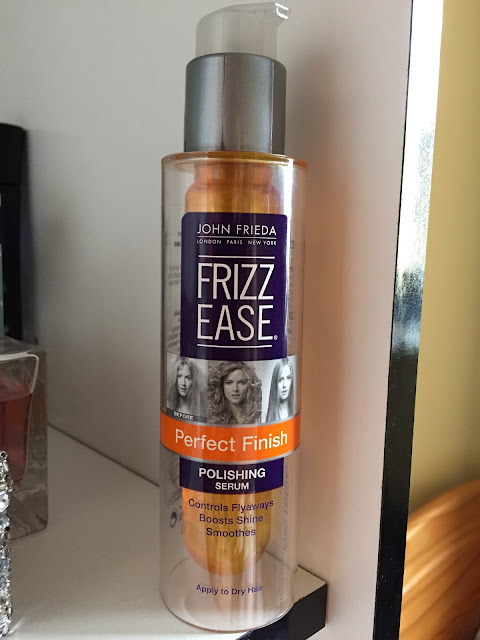 JOHN FRIEDA
LONDON PARIS NEW YORK
FRIZZ
EASE®
BEFORE
Perfect Finish
POLISHING
SERUM
Controls Flyaways
Boosts Shine
Smoothes
Apply to Dry Hair